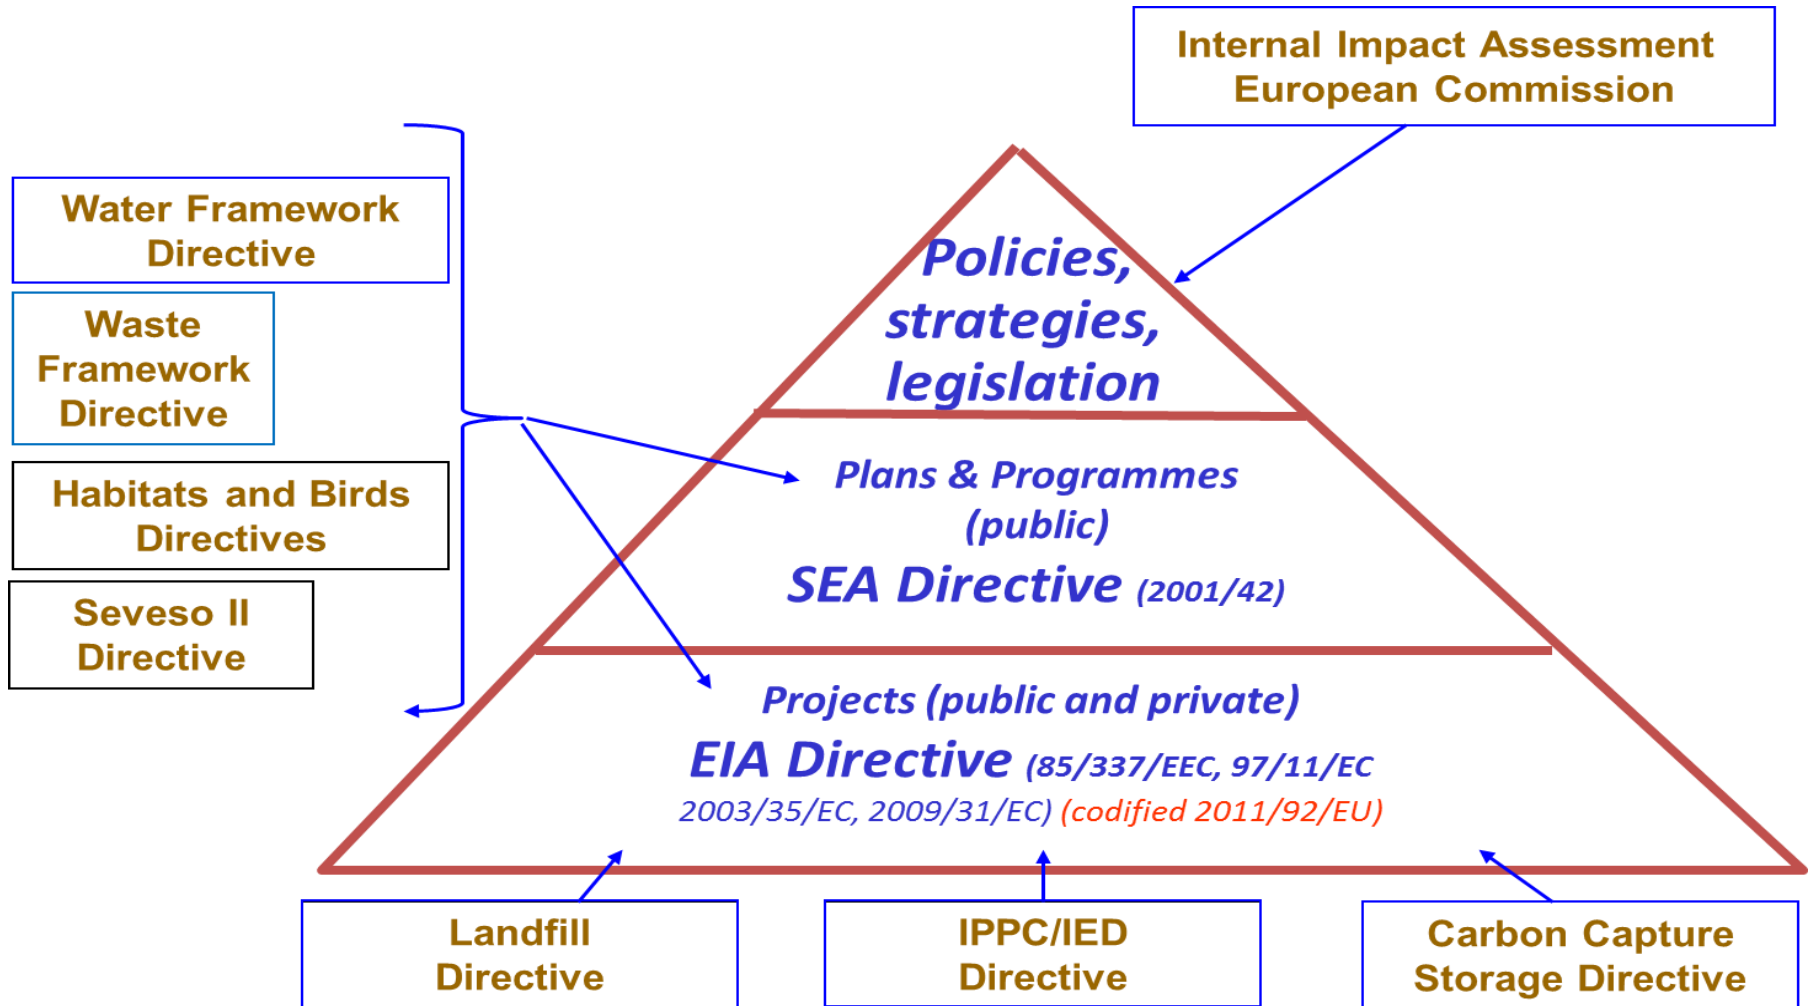 Internal Impact Assessment
European Commission
Water Framework
Directive
Waste
Framework
Directive
Habitats and Birds
Directives
Seveso II
Directive
Policies,
strategies,
legislation
Plans & Programmes
(public)
SEA Directive (2001/42)
Projects (public and private)
EIA Directive (85/337/EEC, 97/11/EC
2003/35/EC, 2009/31/EC) (codified 2011/92/EU)
Landfill
Directive
IPPC/IED
Directive
Carbon Capture
Storage Directive